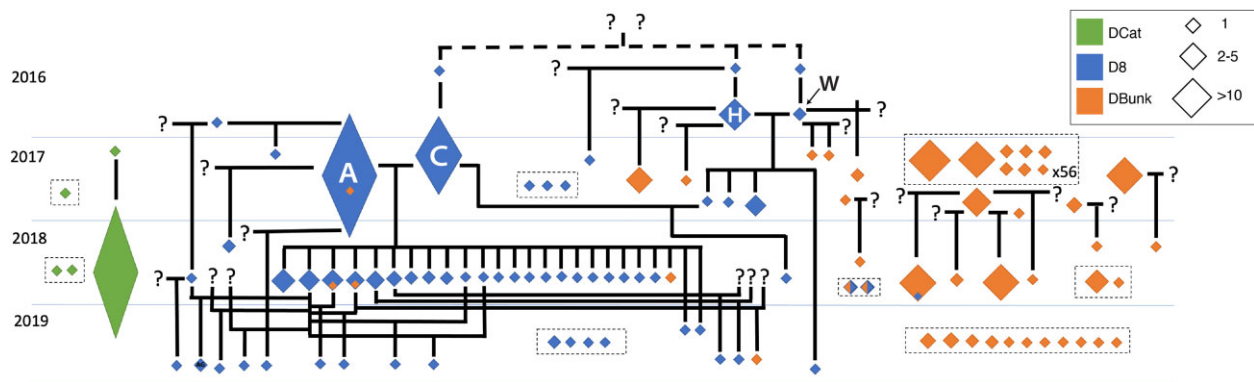 ? ?
DCat 1
D8 2-5
DBunk >10
2016
? W
? H ?
? ? ? ?
2017
A C x56
? ? ?
? ? ? ? ?
? ?
2018
? ? ? ? ? ?
2019